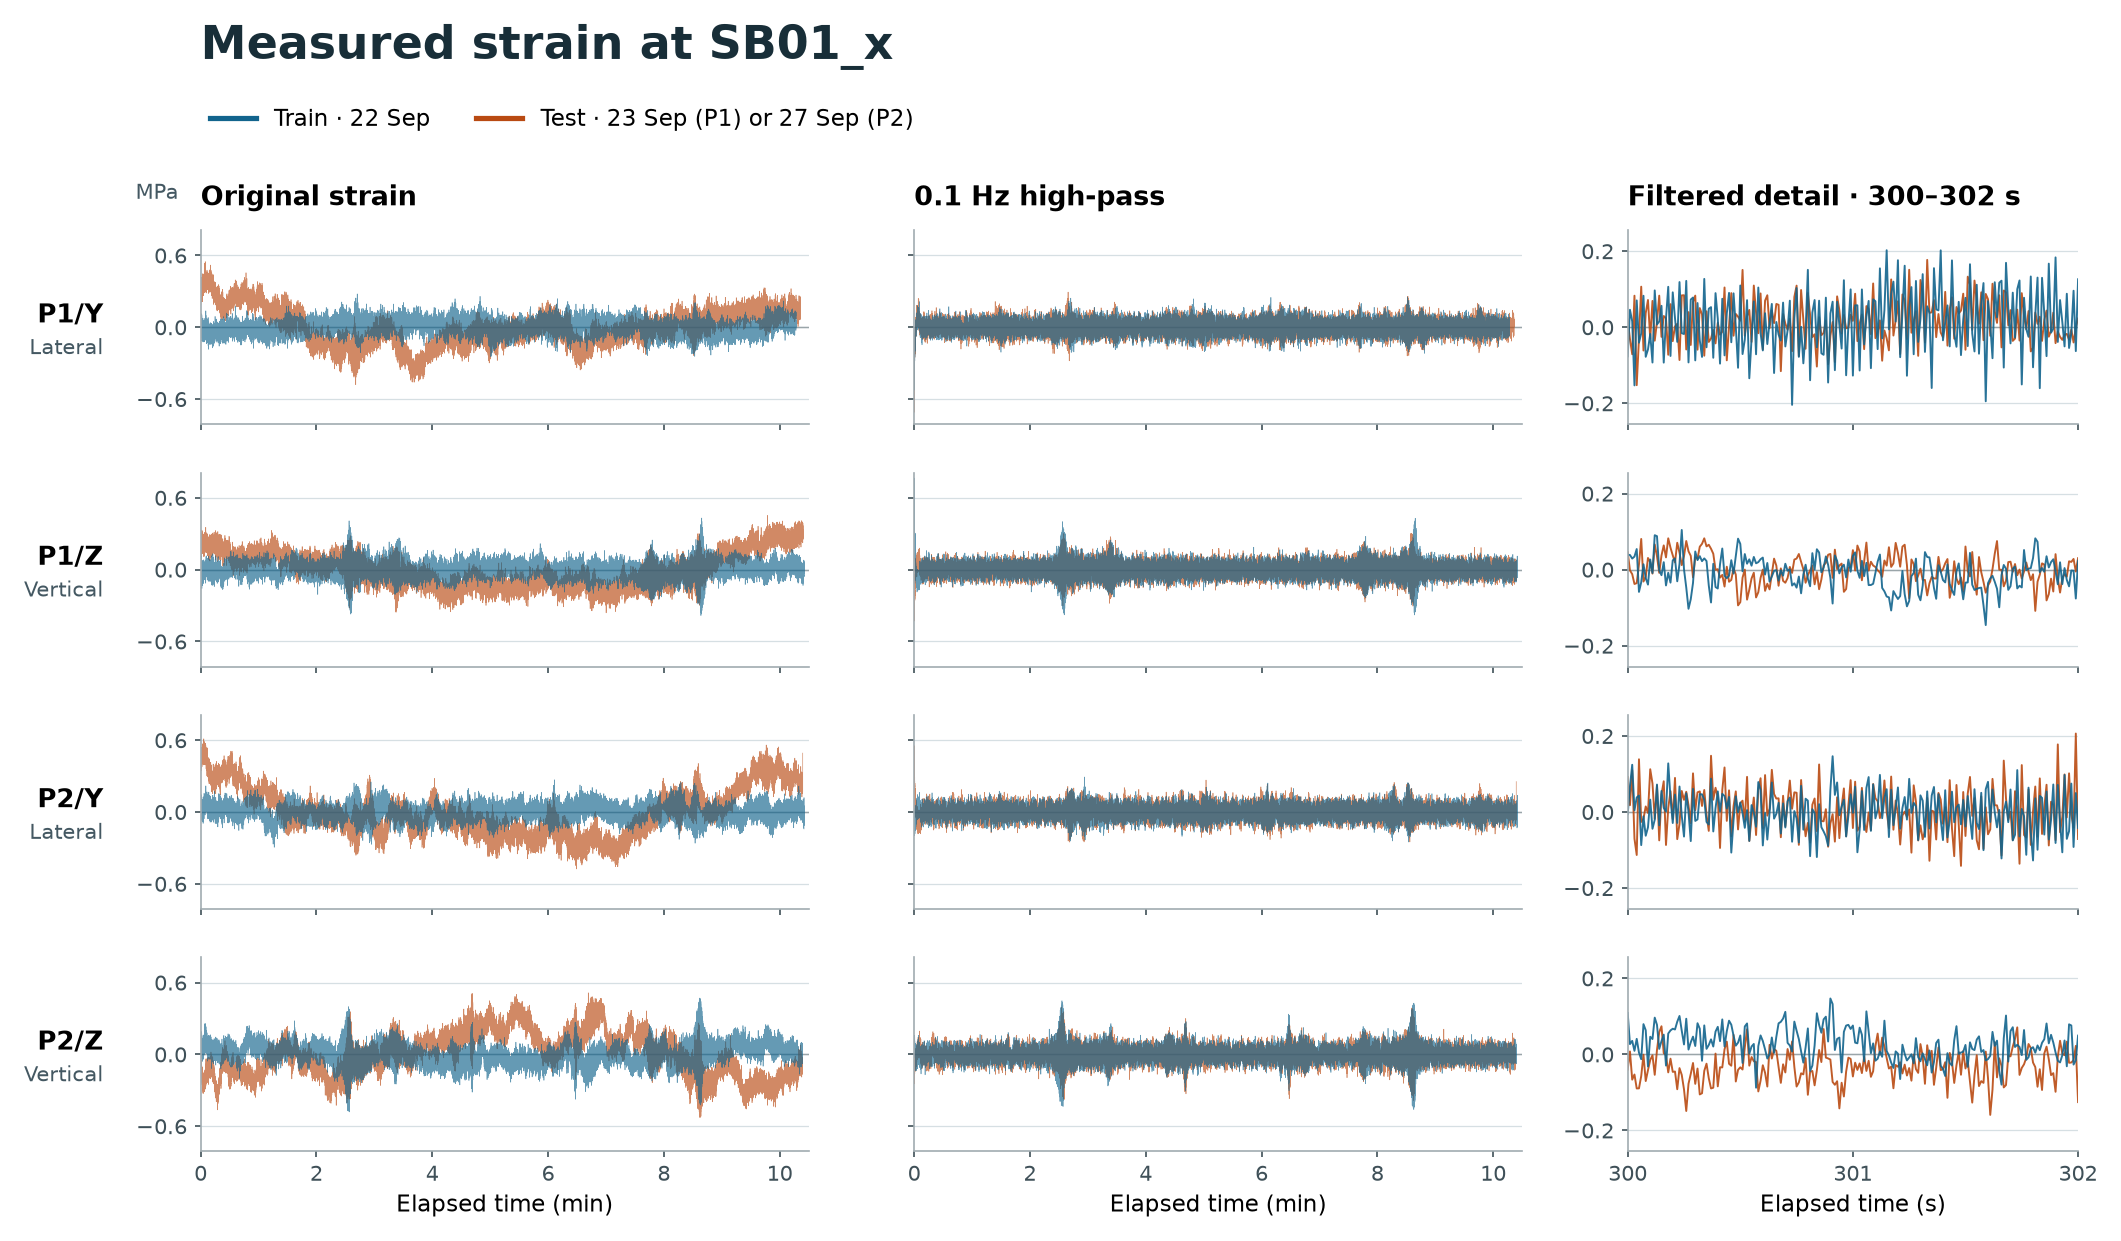 Measured strain at SB01_x
Train · 22 Sep
Test · 23 Sep (P1) or 27 Sep (P2)
MPa
Original strain
0.1 Hz high-pass
Filtered detail · 300–302 s
P1/Y
Lateral
0.6
0.0
−0.6
0.2
0.0
−0.2
P1/Z
Vertical
0.6
0.0
−0.6
0.2
0.0
−0.2
P2/Y
Lateral
0.6
0.0
−0.6
0.2
0.0
−0.2
P2/Z
Vertical
0.6
0.0
−0.6
0.2
0.0
−0.2
0 2 4 6 8 10
0 2 4 6 8 10
300 301 302
Elapsed time (min)
Elapsed time (min)
Elapsed time (s)